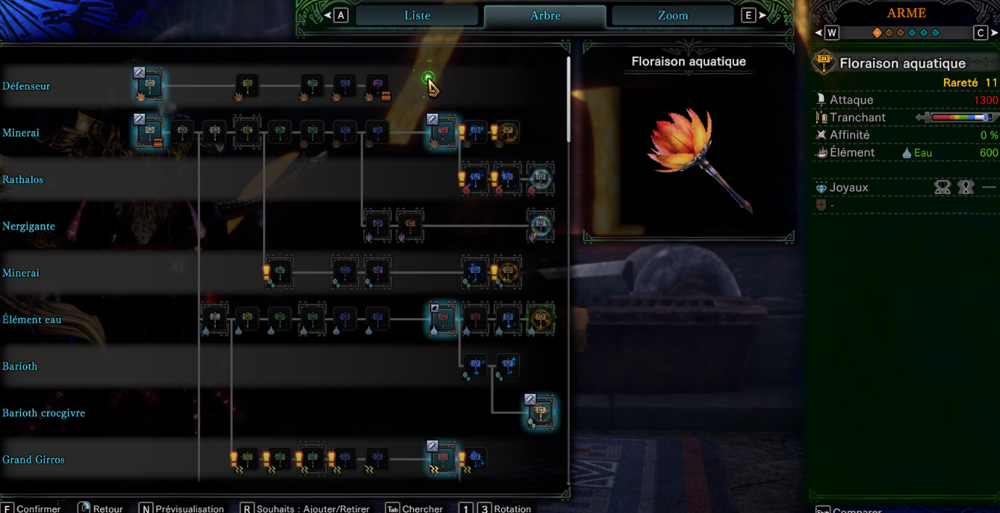 A Liste Arbre Zoom E
ARME
W C
Floraison aquatique
Floraison aquatique
Rareté 11
Attaque 1300
Tranchant
Affinité 0 %
Élément Eau 600
Joyaux
-
Défenseur
Minerai
Rathalos
Nergigante
Minerai
Élément eau
Barioth
Barioth crocgivre
Grand Girros
F Confirmer Retour N Prévisualisation R Souhaits : Ajouter/Retirer Tab Chercher 1 3 Rotation
Comparer